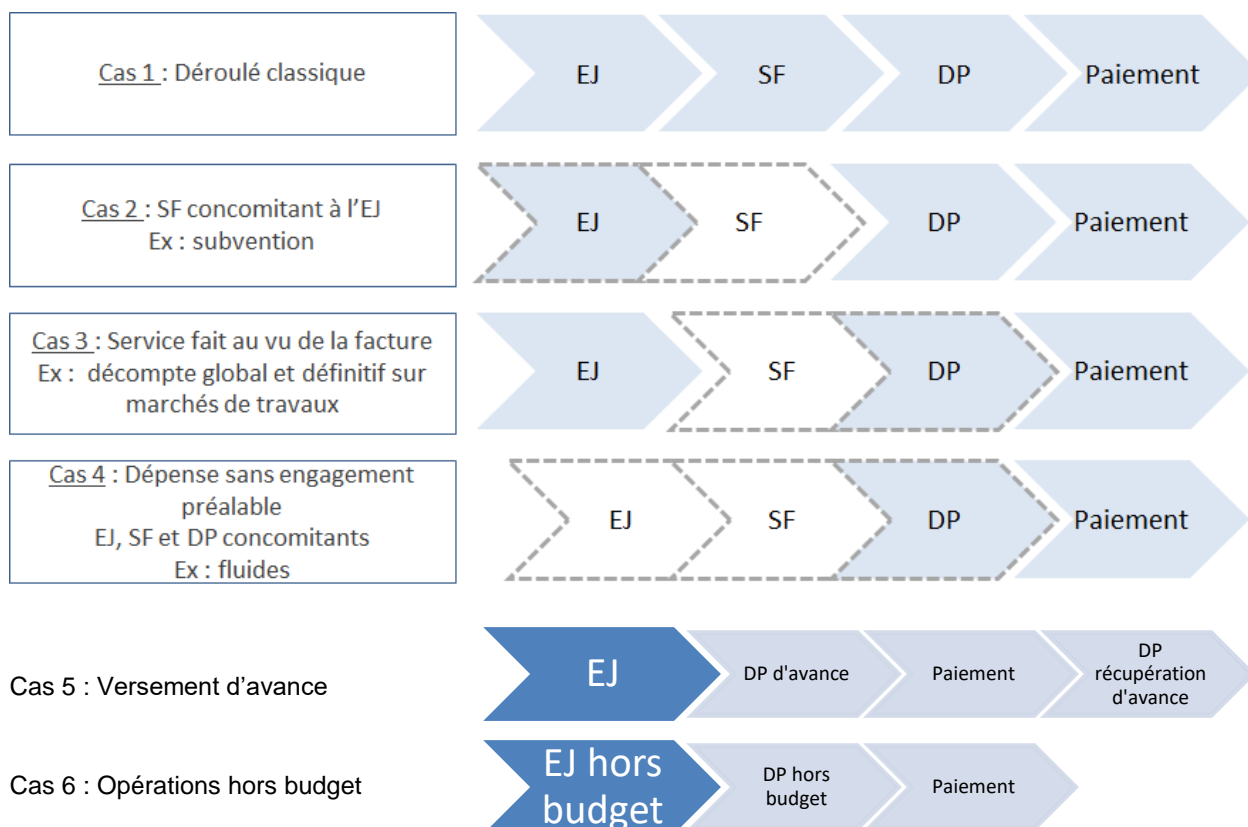 Cas 1 : Déroulé classique
EJ
SF
DP
Paiement
Cas 2 : SF concomitant à l’EJ
Ex : subvention
EJ
SF
DP
Paiement
Cas 3 : Service fait au vu de la facture
Ex : décompte global et définitif sur
marchés de travaux
EJ
SF
DP
Paiement
Cas 4 : Dépense sans engagement
préalable
EJ, SF et DP concomitants
Ex : fluides
EJ
SF
DP
Paiement
Cas 5 : Versement d’avance
EJ
DP d'avance
Paiement
DP
récupération
d'avance
Cas 6 : Opérations hors budget
EJ hors
budget
DP hors
budget
Paiement